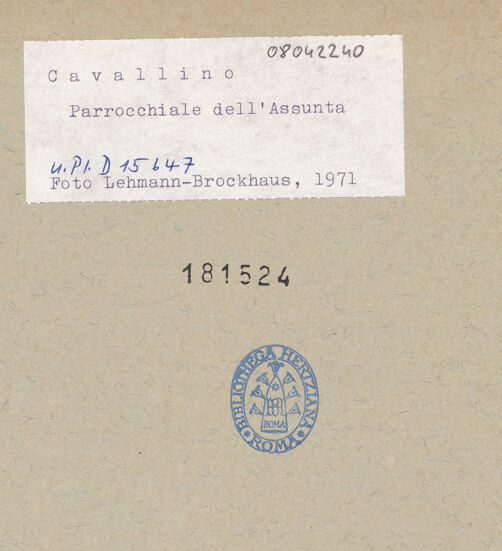 08042240
Cavallino
Parrocchiale dell'Assunta
u.Pl. D 15647
Foto Lehmann-Brockhaus, 1971
181524
BIBLIOTHECA HERTZIANA
ROMA
* ROMA *